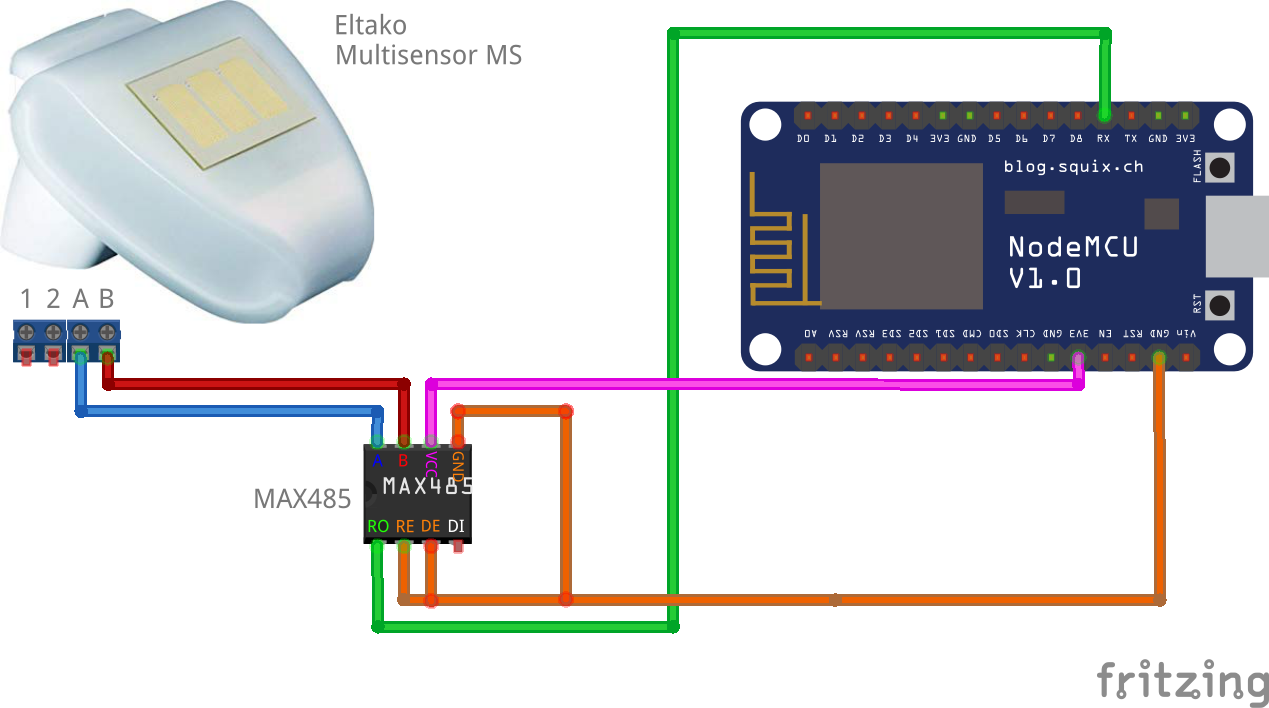 Eltako
Multisensor MS
D0 D1 D2 D3 D4 3V3 GND D5 D6 D7 D8 RX TX GND 3V3
blog.squix.ch
FLASH
NodeMCU
V1.0
RST
A0 RSV RSV SD3 SD2 SD1 CMD SD0 CLK GND 3V3 EN RST GND Vin
1 2 A B
A B VCC GND
MAX485
MAX485
RO RE DE DI
fritzing